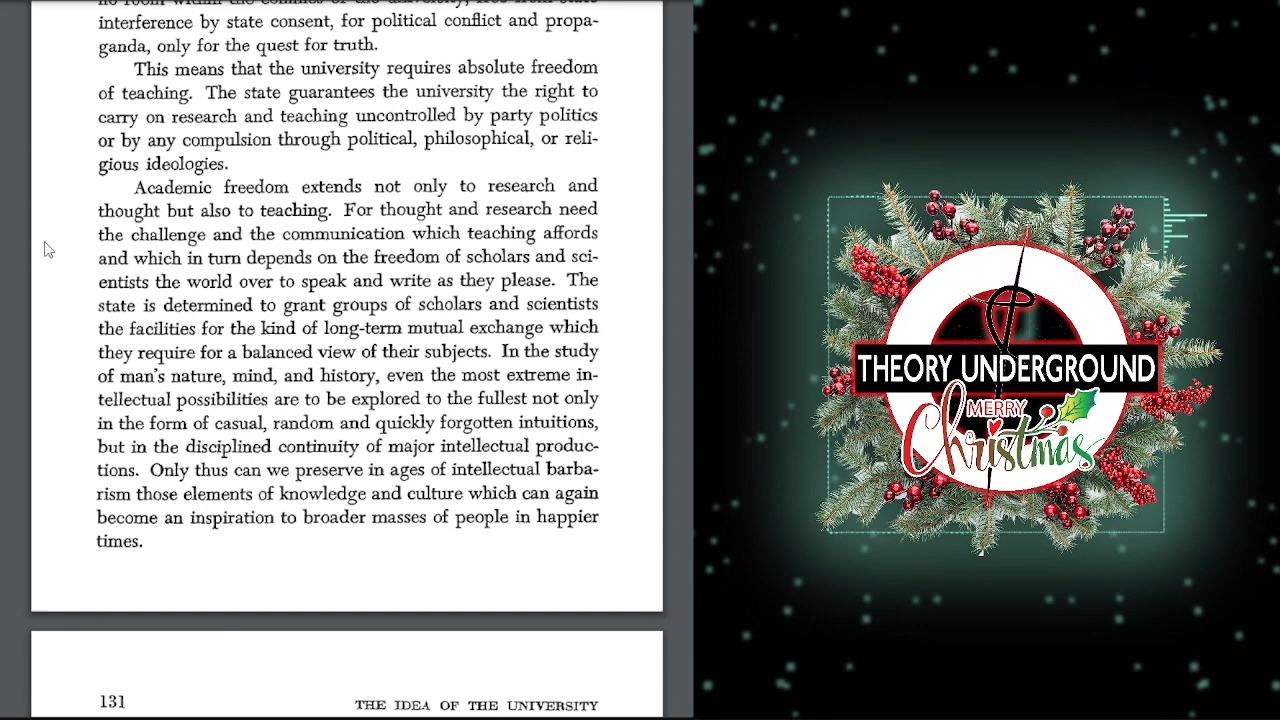 no room within the confines of the university, free from state
interference by state consent, for political conflict and propa-
ganda, only for the quest for truth.
This means that the university requires absolute freedom
of teaching. The state guarantees the university the right to
carry on research and teaching uncontrolled by party politics
or by any compulsion through political, philosophical, or reli-
gious ideologies.
Academic freedom extends not only to research and
thought but also to teaching. For thought and research need
the challenge and the communication which teaching affords
and which in turn depends on the freedom of scholars and sci-
entists the world over to speak and write as they please. The
state is determined to grant groups of scholars and scientists
the facilities for the kind of long-term mutual exchange which
they require for a balanced view of their subjects. In the study
of man's nature, mind, and history, even the most extreme in-
tellectual possibilities are to be explored to the fullest not only
in the form of casual, random and quickly forgotten intuitions,
but in the disciplined continuity of major intellectual produc-
tions. Only thus can we preserve in ages of intellectual barba-
rism those elements of knowledge and culture which can again
become an inspiration to broader masses of people in happier
times.
131 THE IDEA OF THE UNIVERSITY
THEORY UNDERGROUND
MERRY
Christmas